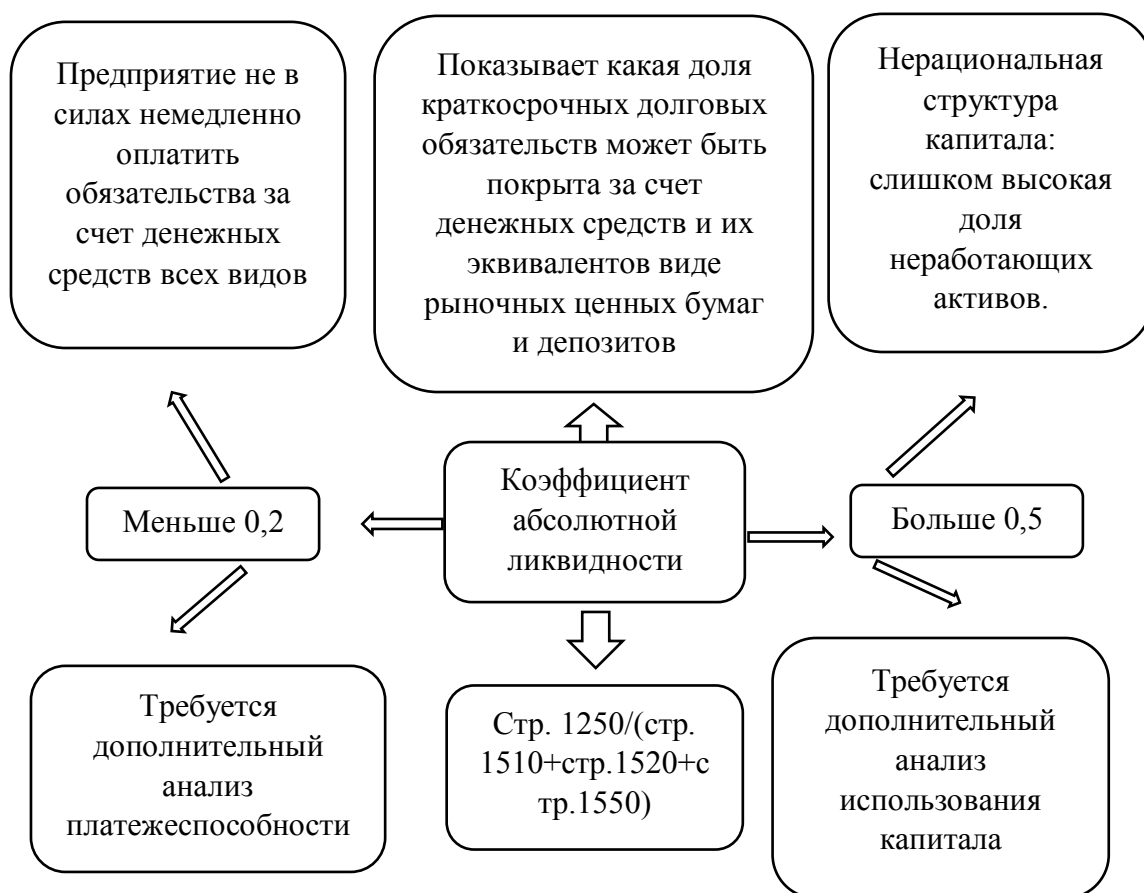 Предприятие не в
силах немедленно
оплатить
обязательства за
счет денежных
средств всех видов
Показывает какая доля
краткосрочных долговых
обязательств может быть
покрыта за счет
денежных средств и их
эквивалентов виде
рыночных ценных бумаг
и депозитов
Нерациональная
структура
капитала:
слишком высокая
доля
неработающих
активов.
Меньше 0,2
Коэффициент
абсолютной
ликвидности
Больше 0,5
Требуется
дополнительный
анализ
платежеспособности
Стр. 1250/(стр.
1510+стр.1520+с
тр.1550)
Требуется
дополнительный
анализ
использования
капитала